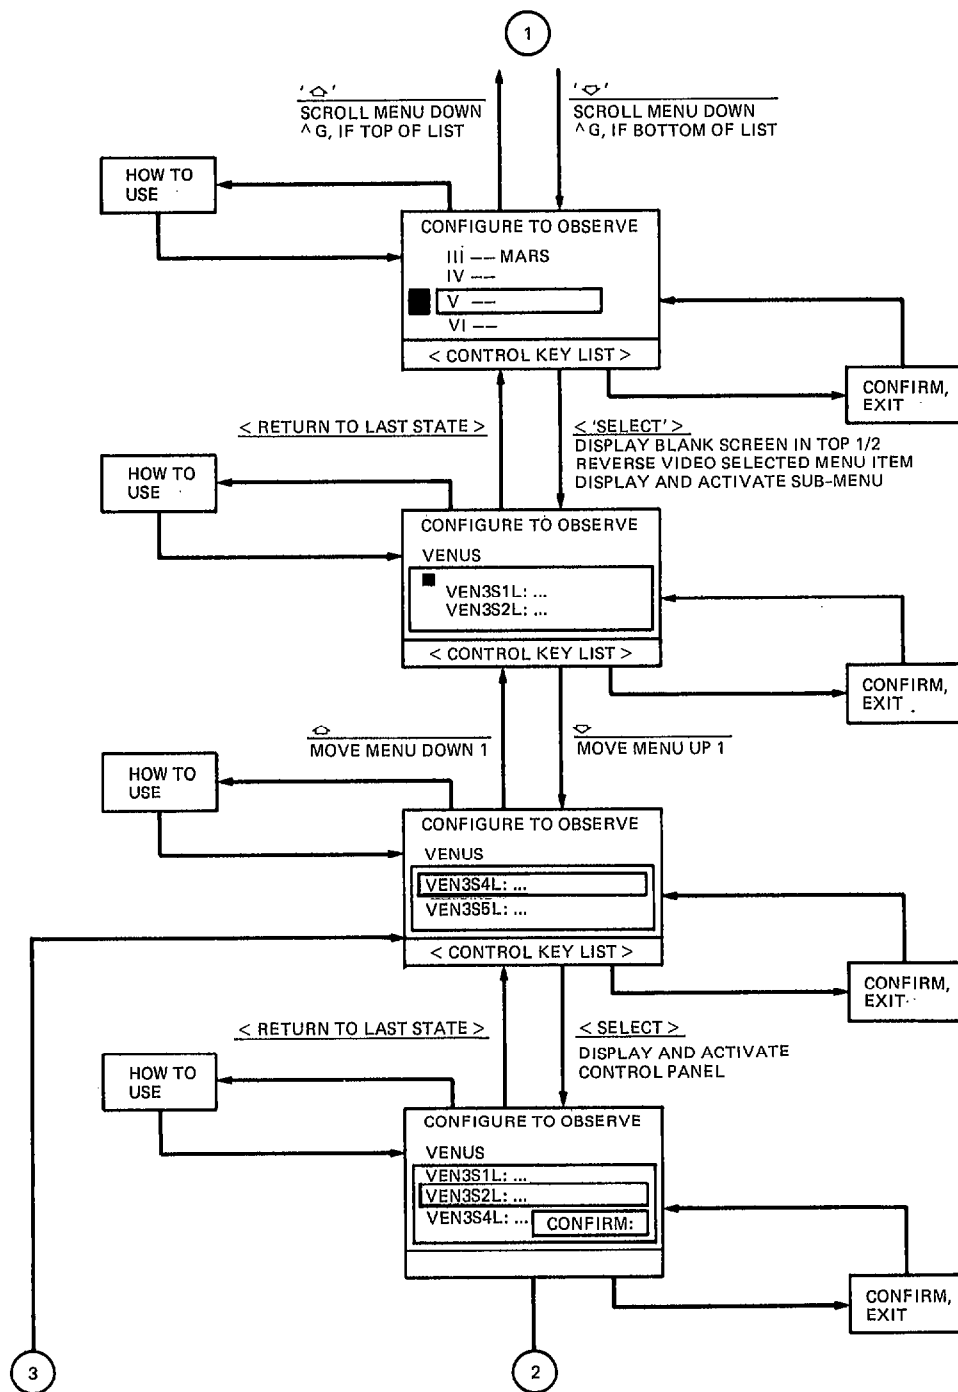 1
'⌂'
SCROLL MENU DOWN
^ G, IF TOP OF LIST
' '
SCROLL MENU DOWN
^ G, IF BOTTOM OF LIST
HOW TO
USE
CONFIGURE TO OBSERVE
III –– MARS
IV ––
V ––
VI ––
< CONTROL KEY LIST >
CONFIRM,
EXIT
< RETURN TO LAST STATE >
< 'SELECT' >
DISPLAY BLANK SCREEN IN TOP 1/2
REVERSE VIDEO SELECTED MENU ITEM
DISPLAY AND ACTIVATE SUB-MENU
HOW TO
USE
CONFIGURE TO OBSERVE
VENUS
VEN3S1L: ...
VEN3S2L: ...
< CONTROL KEY LIST >
CONFIRM,
EXIT
MOVE MENU DOWN 1
MOVE MENU UP 1
HOW TO
USE
CONFIGURE TO OBSERVE
VENUS
VEN3S4L: ...
VEN3S5L: ...
< CONTROL KEY LIST >
CONFIRM,
EXIT
< RETURN TO LAST STATE >
< SELECT >
DISPLAY AND ACTIVATE
CONTROL PANEL
HOW TO
USE
CONFIGURE TO OBSERVE
VENUS
VEN3S1L: ...
VEN3S2L: ...
VEN3S4L: ... CONFIRM:
CONFIRM,
EXIT
3
2